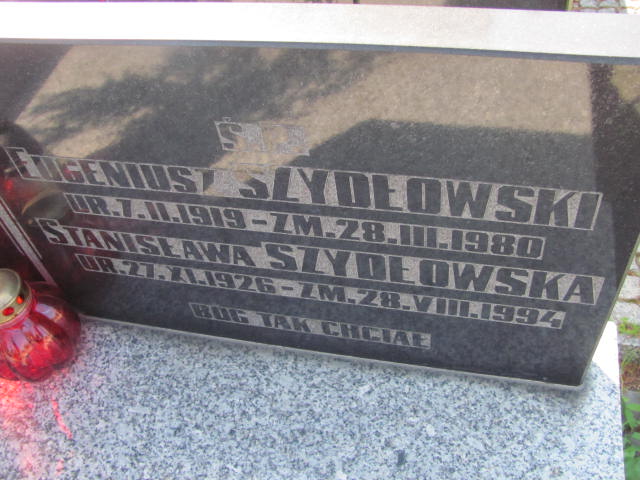 Ś.P.
EUGENIUSZ SZYDŁOWSKI
UR.7.II.1919-ZM.28.III.1980
STANISŁAWA SZYDŁOWSKA
UR.27.XI.1926-ZM.28.VIII.1994
BÓG TAK CHCIAŁ